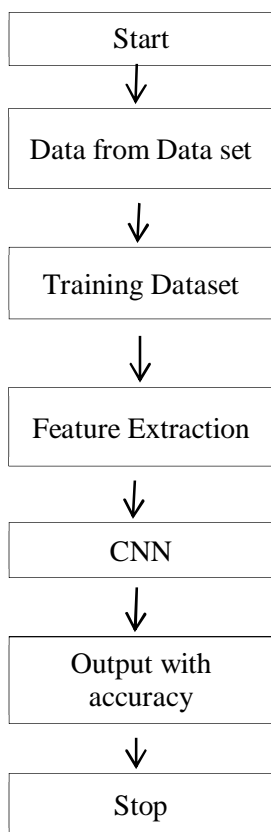 Start
Data from Data set
Training Dataset
Feature Extraction
CNN
Output with
accuracy
Stop